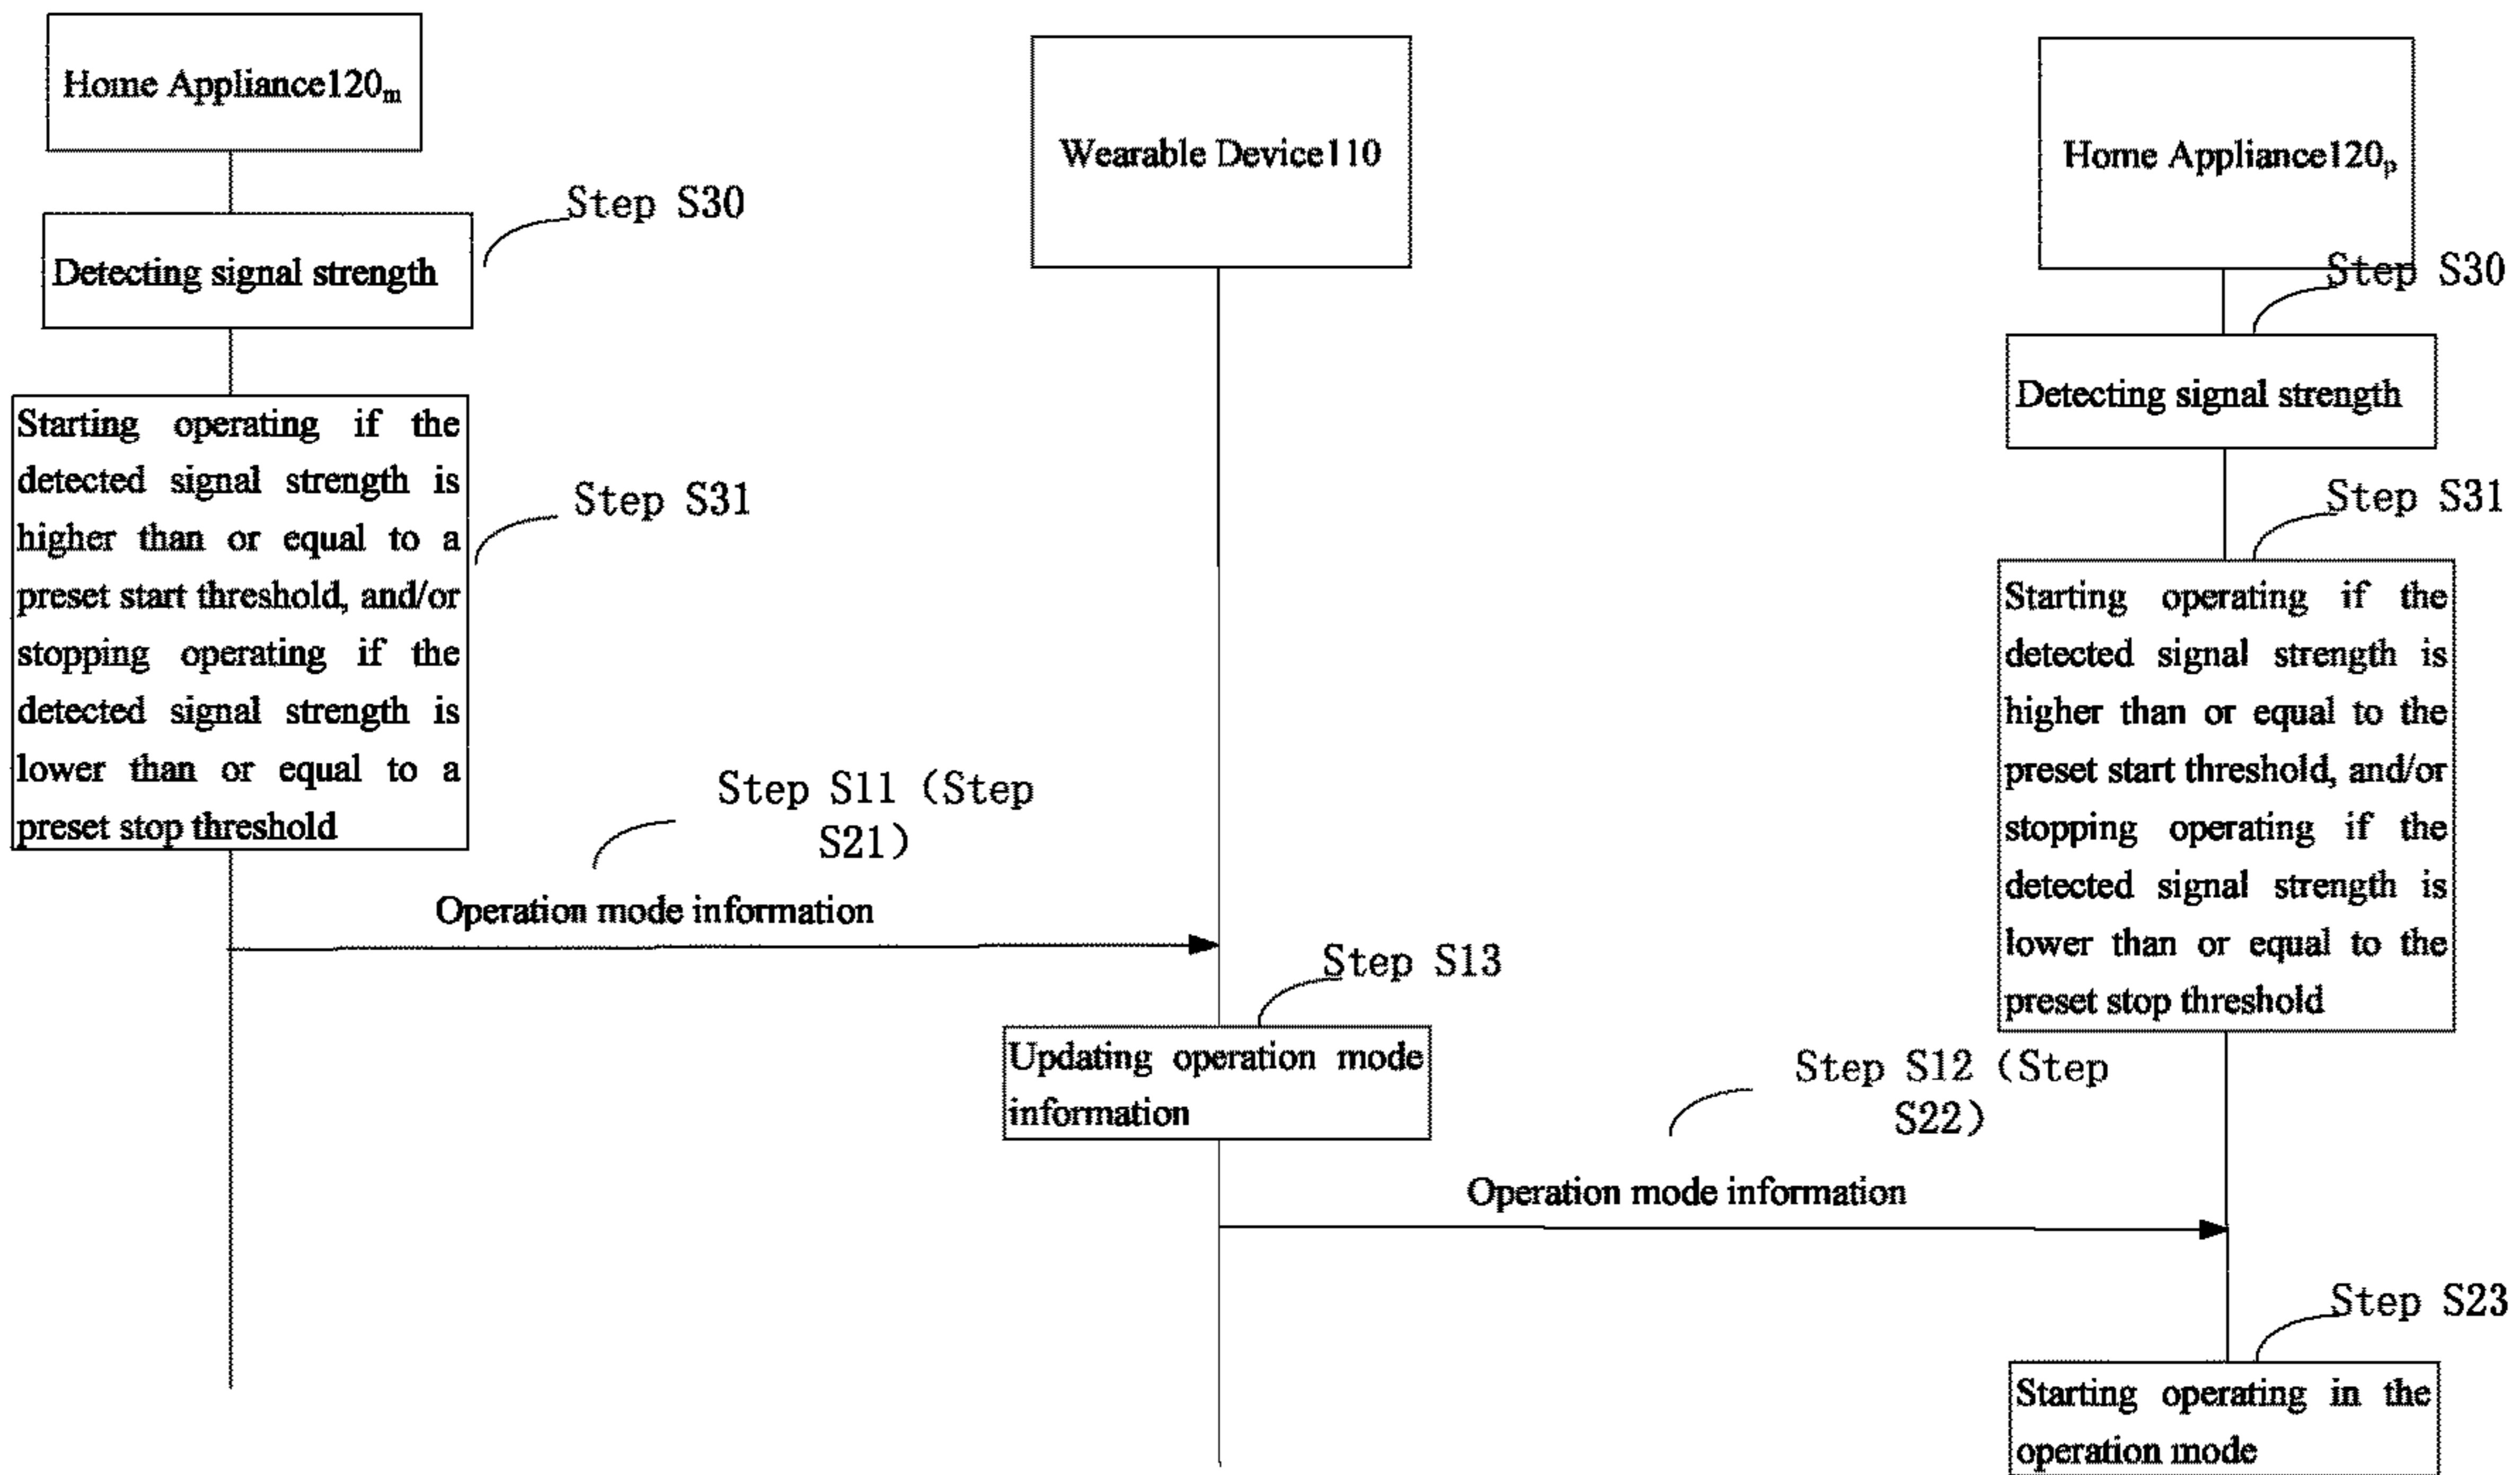 Home Appliance120m
Step S30
Detecting signal strength
Starting operating if the
detected signal strength is
higher than or equal to a
preset start threshold, and/or
stopping operating if the
detected signal strength is
lower than or equal to a
preset stop threshold
Step S31
Step S11 (Step
S21)
Operation mode information
Wearable Device110
Step S13
Updating operation mode
information
Step S12 (Step
S22)
Operation mode information
Home Appliance120p
Step S30
Detecting signal strength
Step S31
Starting operating if the
detected signal strength is
higher than or equal to the
preset start threshold, and/or
stopping operating if the
detected signal strength is
lower than or equal to the
preset stop threshold
Step S23
Starting operating in the
operation mode